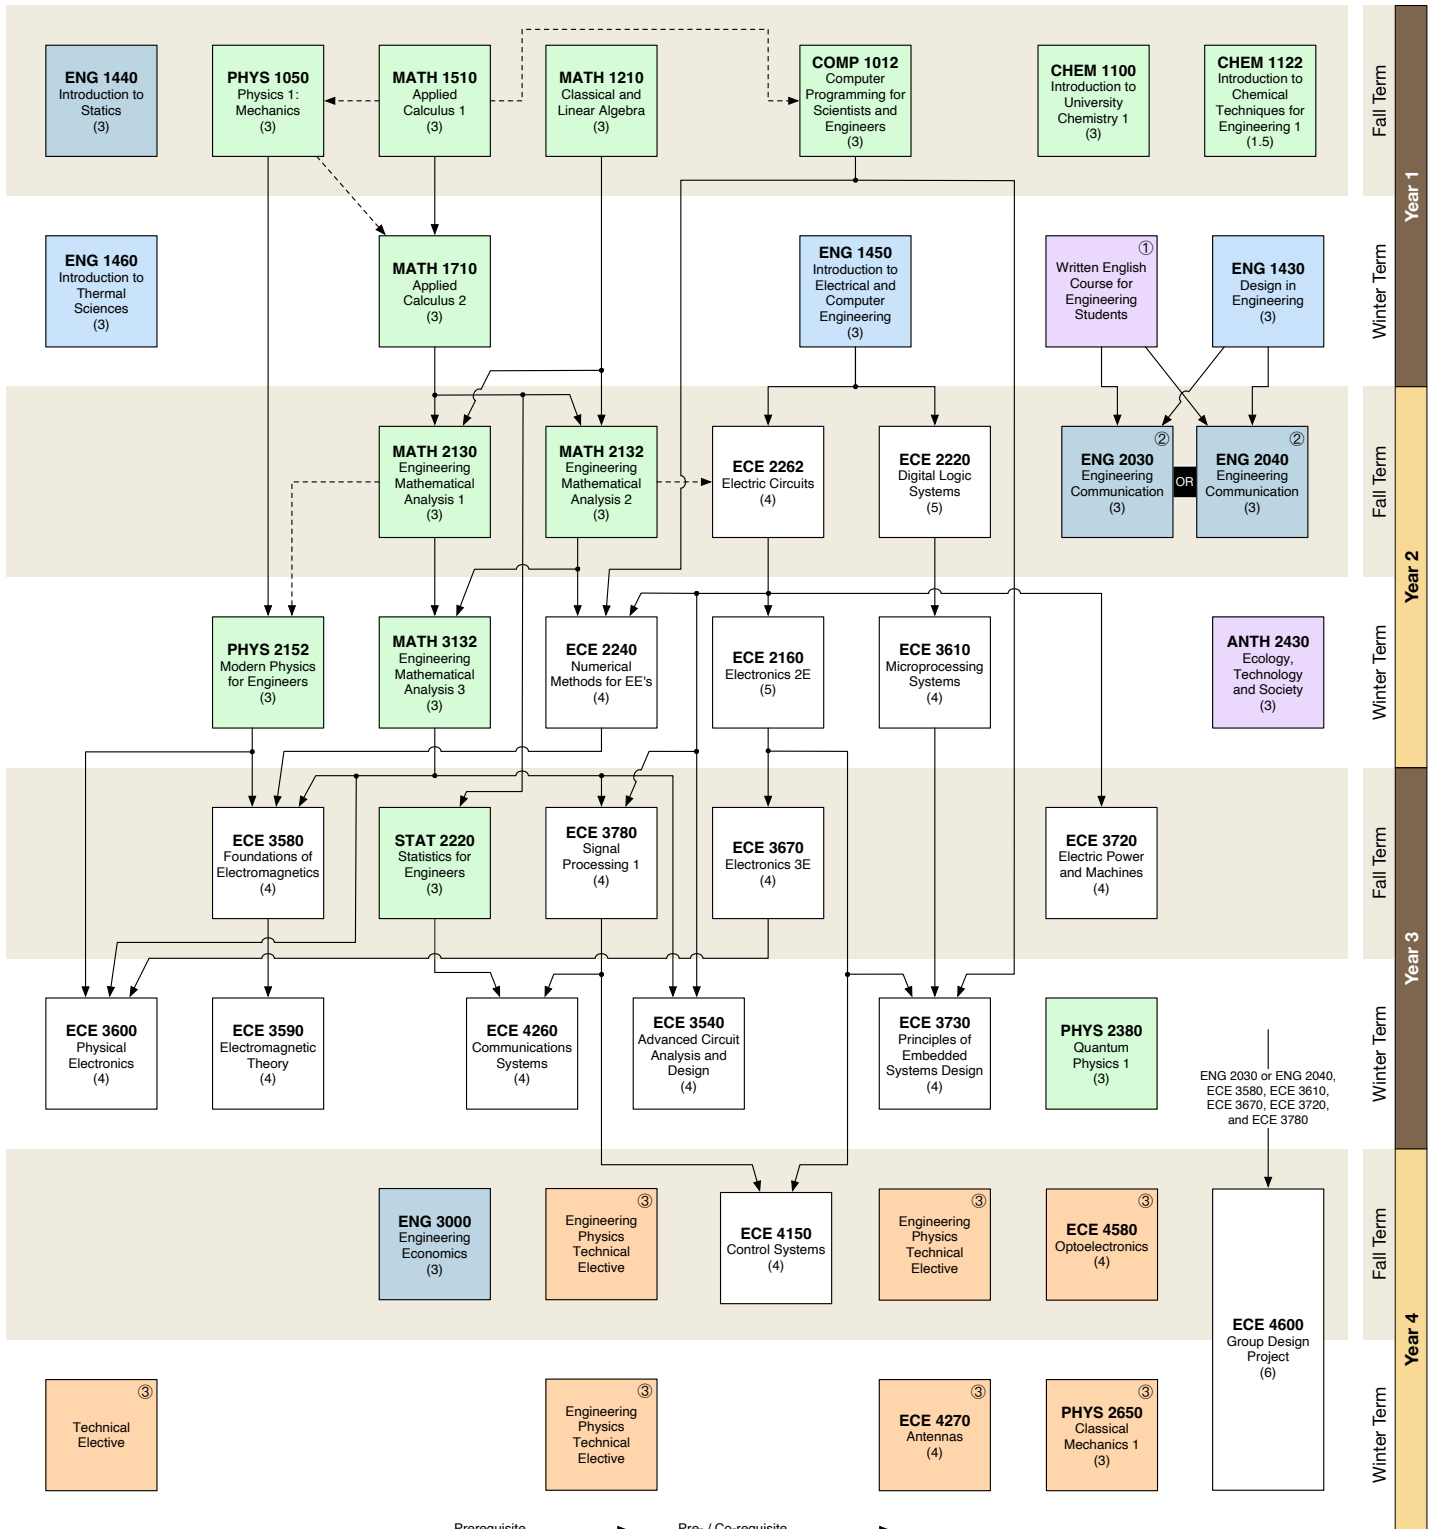 ENG 1440
Introduction to
Statics
(3)
PHYS 1050
Physics 1:
Mechanics
(3)
MATH 1510
Applied
Calculus 1
(3)
MATH 1210
Classical and
Linear Algebra
(3)
COMP 1012
Computer
Programming for
Scientists and
Engineers
(3)
CHEM 1100
Introduction to
University
Chemistry 1
(3)
CHEM 1122
Introduction to
Chemical
Techniques for
Engineering 1
(1.5)
Fall Term
Year 1
ENG 1460
Introduction to
Thermal
Sciences
(3)
MATH 1710
Applied
Calculus 2
(3)
ENG 1450
Introduction to
Electrical and
Computer
Engineering
(3)
①
Written English
Course for
Engineering
Students
ENG 1430
Design in
Engineering
(3)
Winter Term
MATH 2130
Engineering
Mathematical
Analysis 1
(3)
MATH 2132
Engineering
Mathematical
Analysis 2
(3)
ECE 2262
Electric Circuits
(4)
ECE 2220
Digital Logic
Systems
(5)
②
ENG 2030
Engineering
Communication
(3)
OR
②
ENG 2040
Engineering
Communication
(3)
Fall Term
Year 2
PHYS 2152
Modern Physics
for Engineers
(3)
MATH 3132
Engineering
Mathematical
Analysis 3
(3)
ECE 2240
Numerical
Methods for EE's
(4)
ECE 2160
Electronics 2E
(5)
ECE 3610
Microprocessing
Systems
(4)
ANTH 2430
Ecology,
Technology
and Society
(3)
Winter Term
ECE 3580
Foundations of
Electromagnetics
(4)
STAT 2220
Statistics for
Engineers
(3)
ECE 3780
Signal
Processing 1
(4)
ECE 3670
Electronics 3E
(4)
ECE 3720
Electric Power
and Machines
(4)
Fall Term
Year 3
ECE 3600
Physical
Electronics
(4)
ECE 3590
Electromagnetic
Theory
(4)
ECE 4260
Communications
Systems
(4)
ECE 3540
Advanced Circuit
Analysis and
Design
(4)
ECE 3730
Principles of
Embedded
Systems Design
(4)
PHYS 2380
Quantum
Physics 1
(3)
ENG 2030 or ENG 2040,
ECE 3580, ECE 3610,
ECE 3670, ECE 3720,
and ECE 3780
Winter Term
ENG 3000
Engineering
Economics
(3)
③
Engineering
Physics
Technical
Elective
ECE 4150
Control Systems
(4)
③
Engineering
Physics
Technical
Elective
③
ECE 4580
Optoelectronics
(4)
ECE 4600
Group Design
Project
(6)
Fall Term
Year 4
③
Technical
Elective
③
Engineering
Physics
Technical
Elective
③
ECE 4270
Antennas
(4)
③
PHYS 2650
Classical
Mechanics 1
(3)
Winter Term
Prerequisite
Pre- / Co-requisite